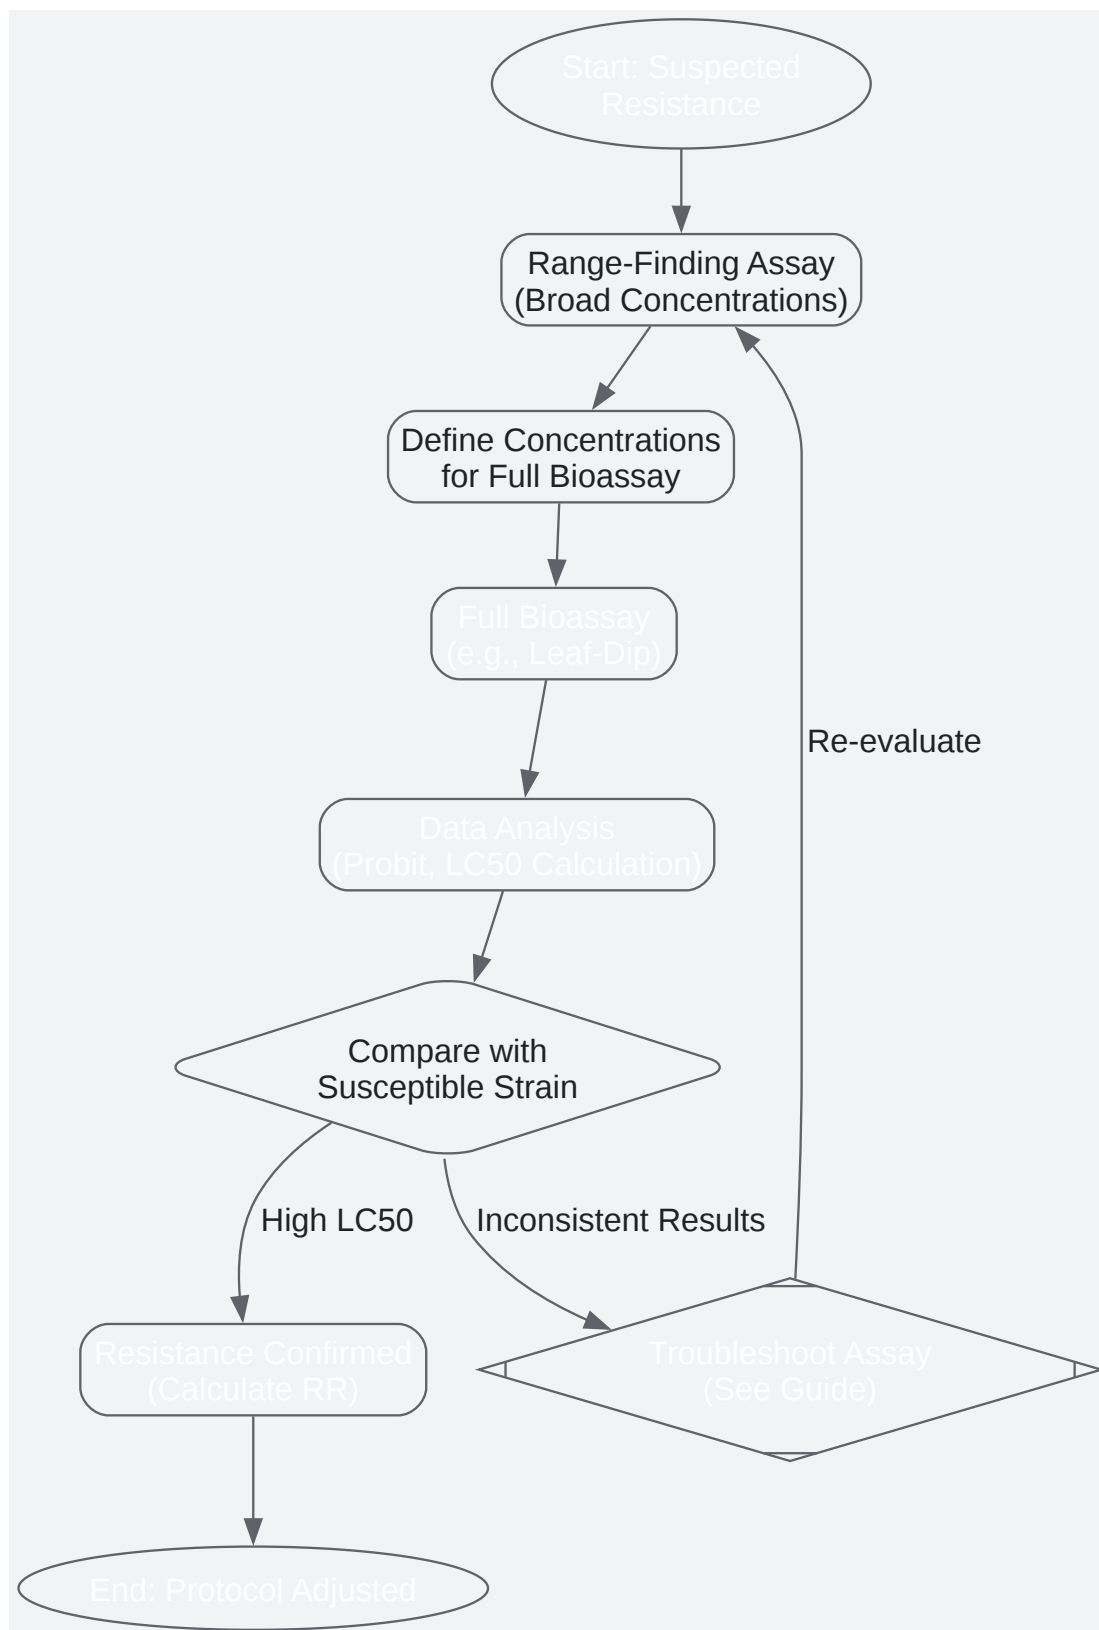 Start: Suspected
Resistance
Range-Finding Assay
(Broad Concentrations)
Define Concentrations
for Full Bioassay
Full Bioassay
(e.g., Leaf-Dip)
Re-evaluate
Data Analysis
(Probit, LC50 Calculation)
Compare with
Susceptible Strain
High LC50
Inconsistent Results
Resistance Confirmed
(Calculate RR)
Troubleshoot Assay
(See Guide)
End: Protocol Adjusted